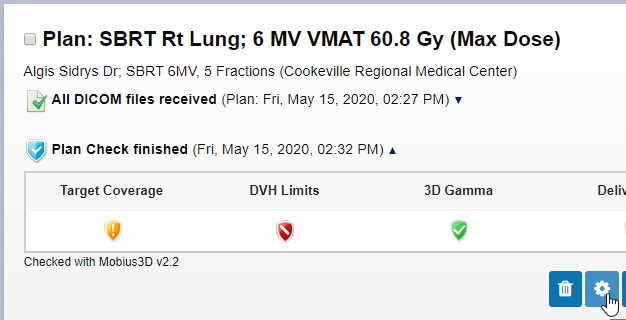 Plan: SBRT Rt Lung; 6 MV VMAT 60.8 Gy (Max Dose)
Algis Sidrys Dr; SBRT 6MV, 5 Fractions (Cookeville Regional Medical Center)
All DICOM files received (Plan: Fri, May 15, 2020, 02:27 PM) ▼
Plan Check finished (Fri, May 15, 2020, 02:32 PM) ▲
Target Coverage DVH Limits 3D Gamma Deliv
Checked with Mobius3D v2.2